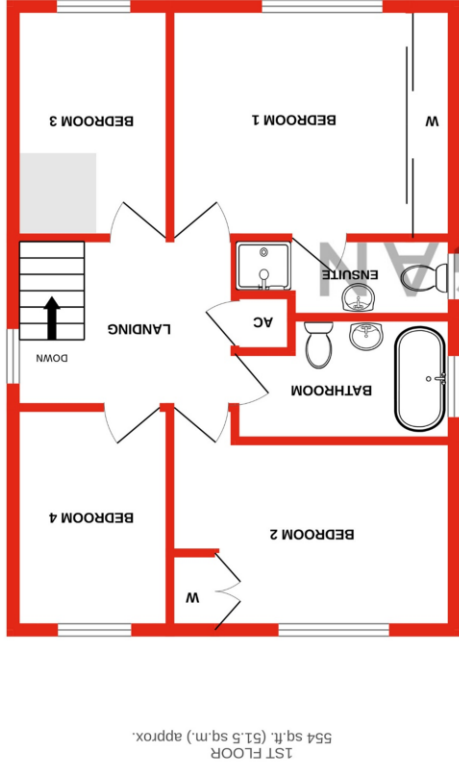 1ST FLOOR
554 sq.ft. (51.5 sq.m.) approx.
W
BEDROOM 2
BEDROOM 4
BATHROOM
DOWN
AC
LANDING
ENSUITE
W
BEDROOM 1
BEDROOM 3